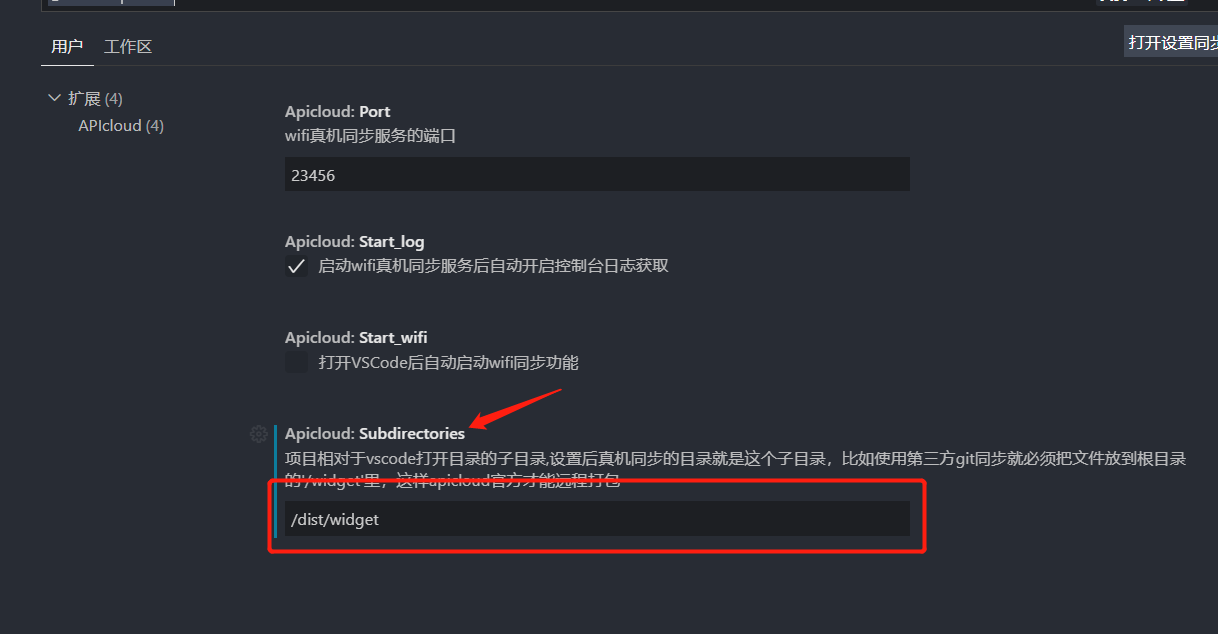 用户 工作区
打开设置同步
扩展 (4)
APIcloud (4)
Apicloud: Port
wifi真机同步服务的端口
23456
Apicloud: Start_log
启动wifi真机同步服务后自动开启控制台日志获取
Apicloud: Start_wifi
打开VSCode后自动启动wifi同步功能
Apicloud: Subdirectories
项目相对于vscode打开目录的子目录,设置后真机同步的目录就是这个子目录，比如使用第三方git同步就必须把文件放到根目录
的'/widget'里，这样apicloud官方才能远程打包
/dist/widget